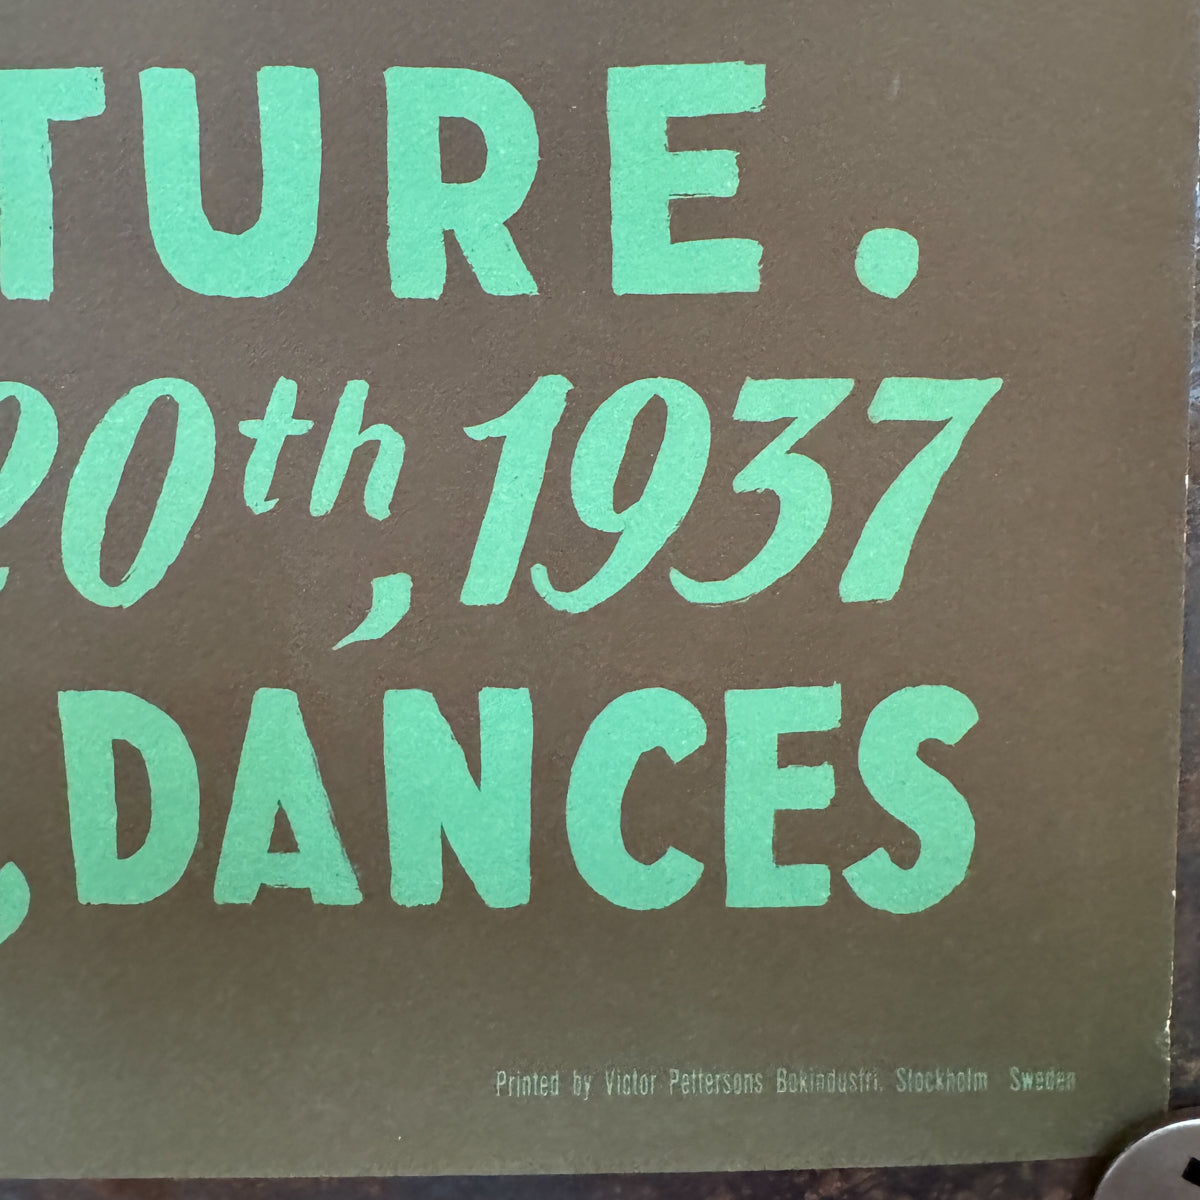 TURE.
20th, 1937
, DANCES
Printed by Victor Pettersons Bokindustri. Stockholm Sweden